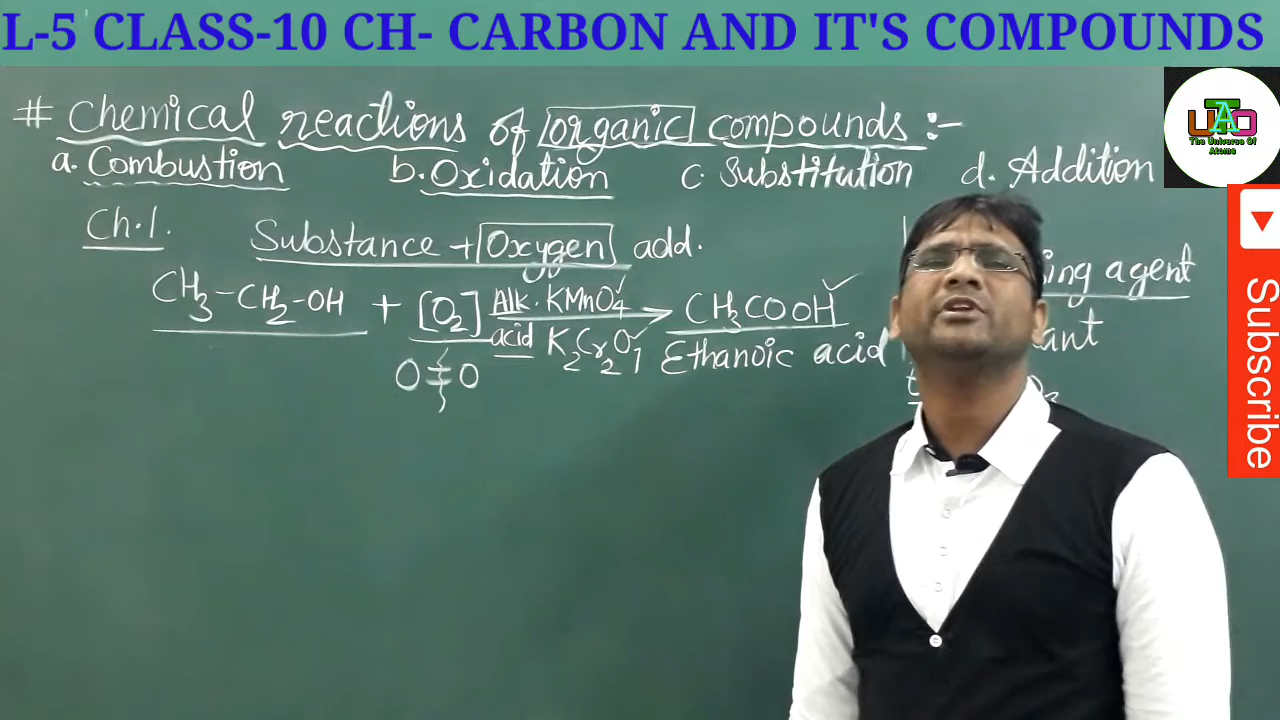 L-5 CLASS-10 CH- CARBON AND IT'S COMPOUNDS
# Chemical reactions of organic compounds :-
a. Combustion b. Oxidation c. Substitution d. Addition
UTAO
The Universe Of Atoms
Ch.1. Substance + Oxygen add.
ing agent
CH3-CH2-OH + [O2] Alk. KMnO4 CH3COOH
acid K2Cr2O7 Ethanoic acid
ant
O=O
Subscribe